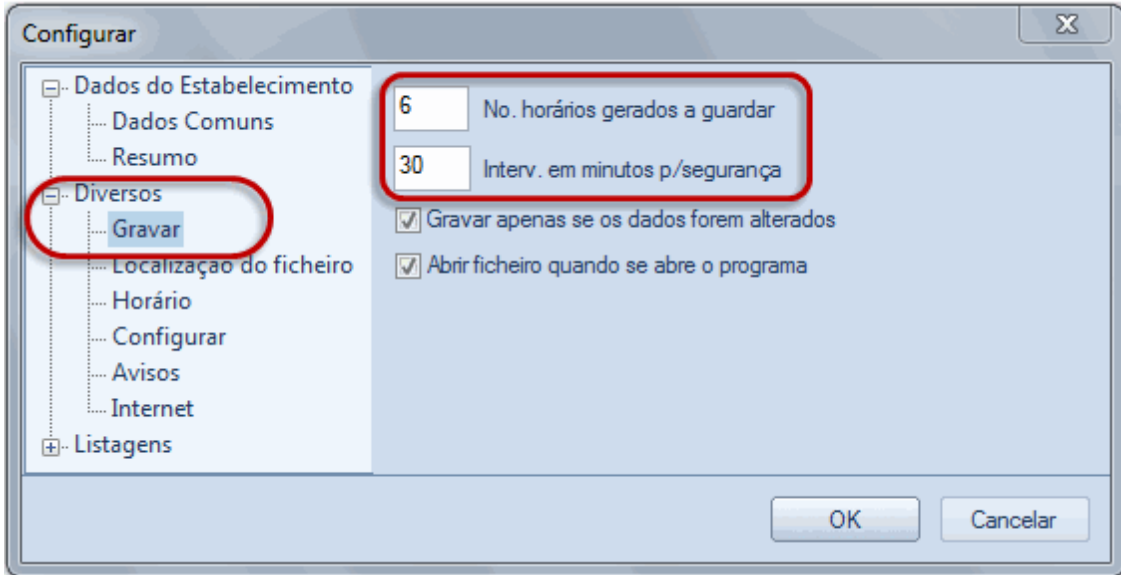 Configurar
Dados do Estabelecimento
Dados Comuns
Resumo
Diversos
Gravar
Localização do ficheiro
Horário
Configurar
Avisos
Internet
Listagens
6 No. horários gerados a guardar
30 Interv. em minutos p/segurança
Gravar apenas se os dados forem alterados
Abrir ficheiro quando se abre o programa
OK Cancelar